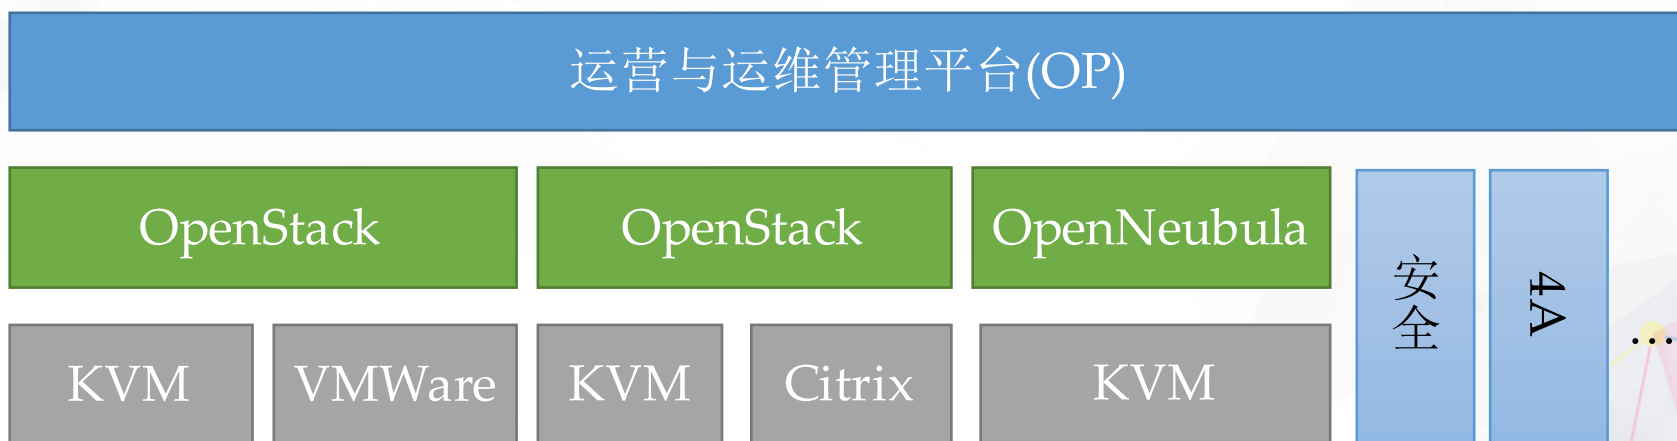 运营与运维管理平台(OP)
OpenStack
OpenStack
OpenNeubula
安全
4A
...
KVM
VMWare
KVM
Citrix
KVM